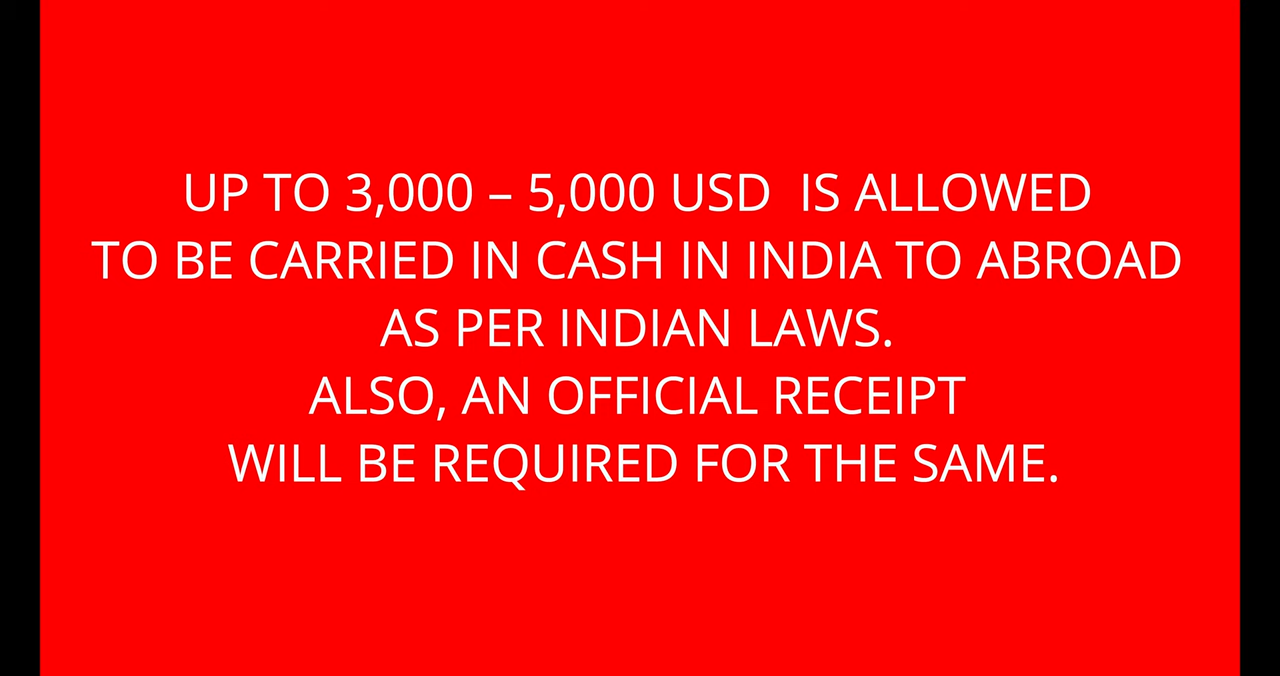 UP TO 3,000 – 5,000 USD  IS ALLOWED
TO BE CARRIED IN CASH IN INDIA TO ABROAD
AS PER INDIAN LAWS.
ALSO, AN OFFICIAL RECEIPT
WILL BE REQUIRED FOR THE SAME.